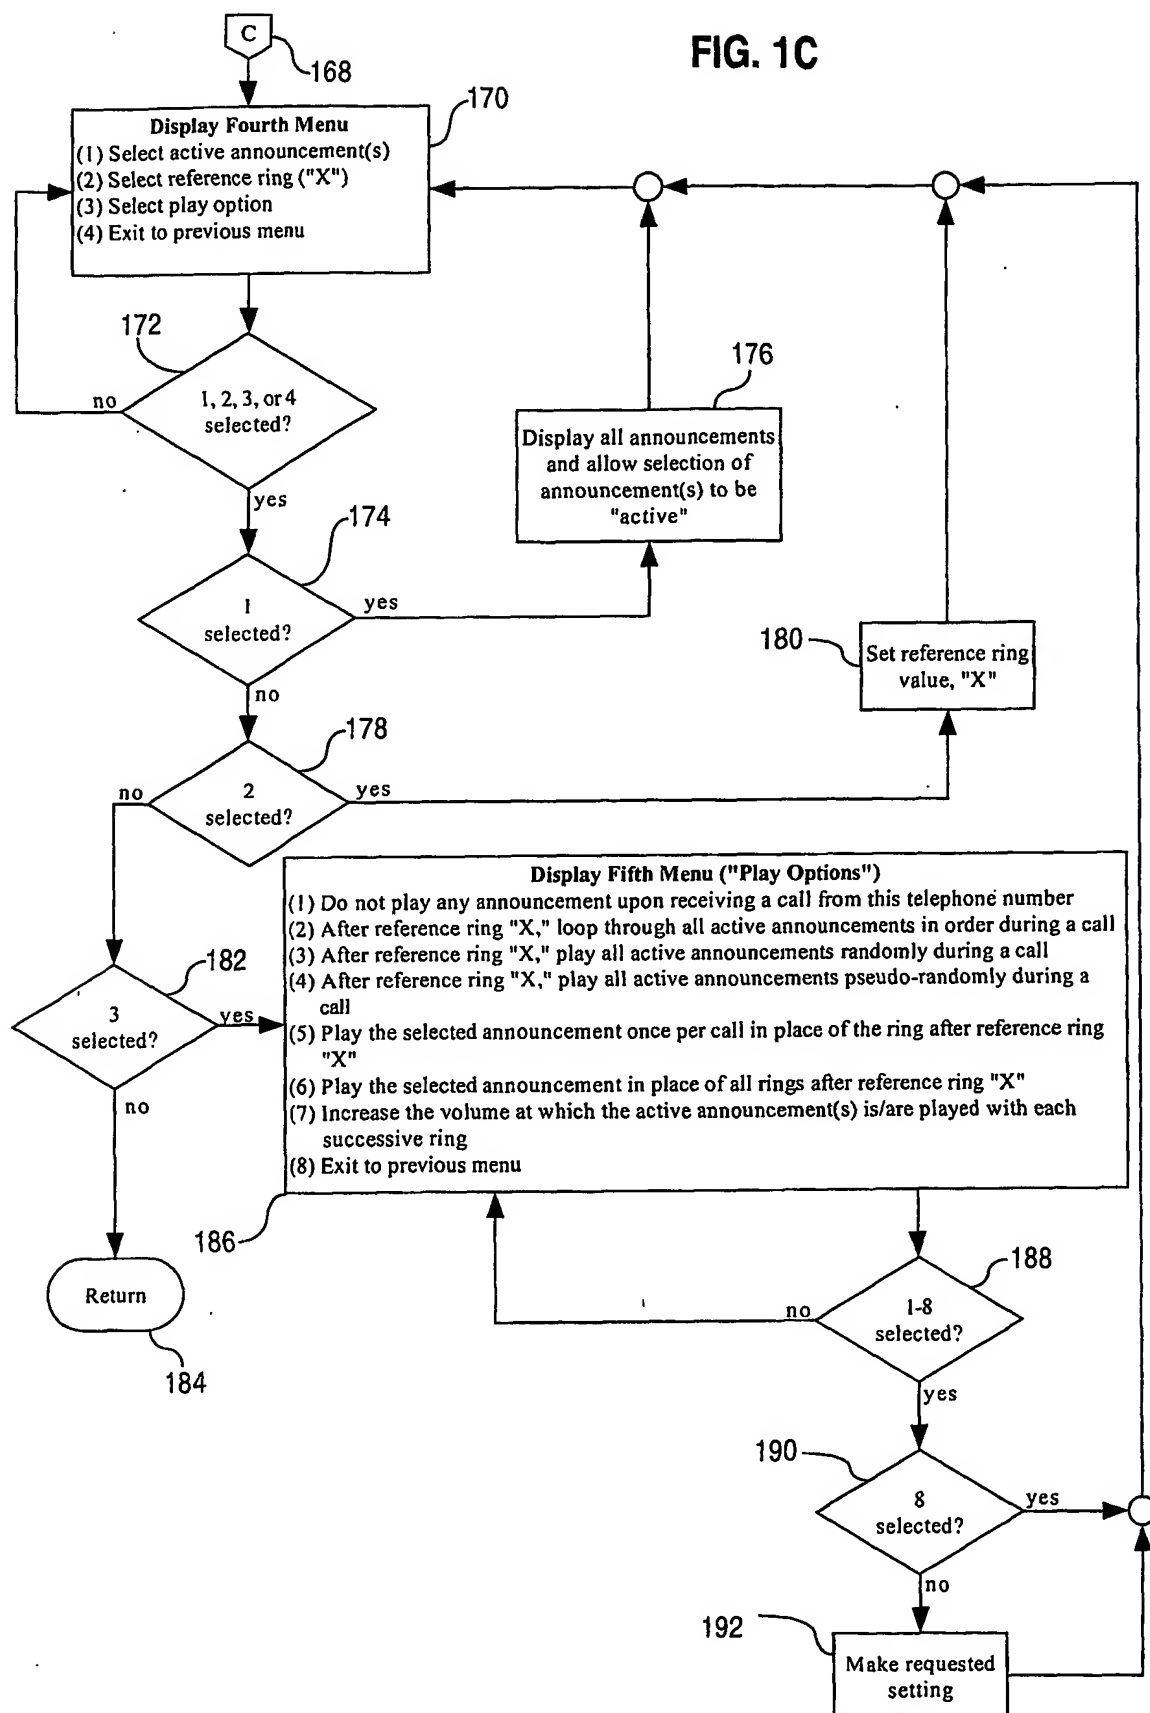 C
FIG. 1C
168
170
Display Fourth Menu
(1) Select active announcement(s)
(2) Select reference ring ("X")
(3) Select play option
(4) Exit to previous menu
172
1, 2, 3, or 4
selected?
no
yes
176
Display all announcements
and allow selection of
announcement(s) to be
"active"
174
1
selected?
yes
no
180
Set reference ring
value, "X"
178
2
selected?
no
yes
Display Fifth Menu ("Play Options")
(1) Do not play any announcement upon receiving a call from this telephone number
(2) After reference ring "X," loop through all active announcements in order during a call
(3) After reference ring "X," play all active announcements randomly during a call
(4) After reference ring "X," play all active announcements pseudo-randomly during a
call
(5) Play the selected announcement once per call in place of the ring after reference ring
"X"
(6) Play the selected announcement in place of all rings after reference ring "X"
(7) Increase the volume at which the active announcement(s) is/are played with each
successive ring
(8) Exit to previous menu
182
3
selected?
yes
no
186
Return
184
188
1-8
selected?
no
yes
190
8
selected?
yes
no
192
Make requested
setting